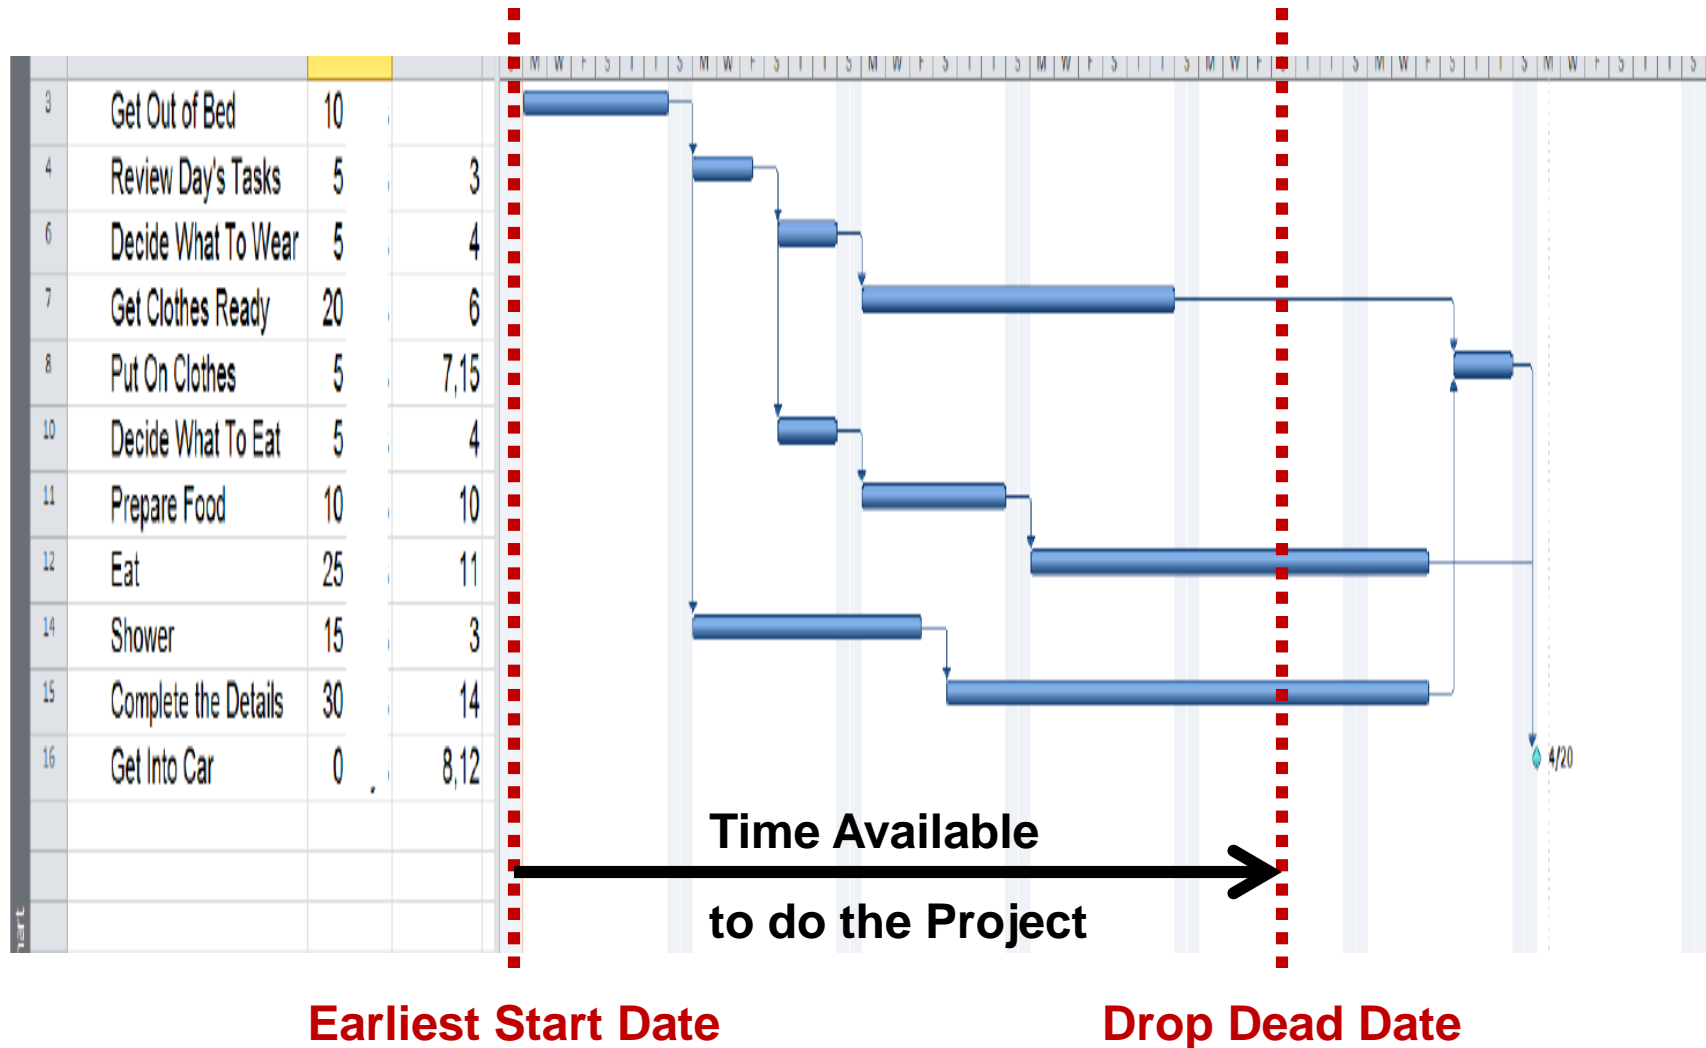 M W F S T T S M W F S T T S M W F S T T S M W F T T S M W F S T T S M W F S T T S
3 Get Out of Bed 10
4 Review Day's Tasks 5 3
6 Decide What To Wear 5 4
7 Get Clothes Ready 20 6
8 Put On Clothes 5 7,15
10 Decide What To Eat 5 4
11 Prepare Food 10 10
12 Eat 25 11
14 Shower 15 3
15 Complete the Details 30 14
16 Get Into Car 0 8,12
4/20
Time Available
to do the Project
Earliest Start Date
Drop Dead Date